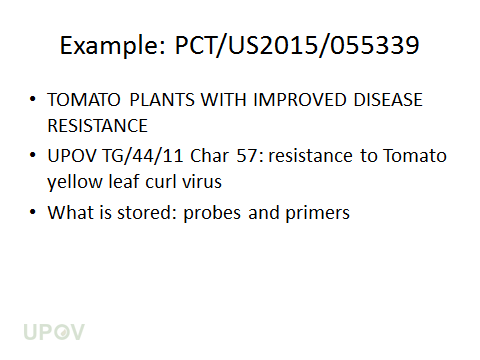 Example: PCT/US2015/055339
• TOMATO PLANTS WITH IMPROVED DISEASE
RESISTANCE
• UPOV TG/44/11 Char 57: resistance to Tomato
yellow leaf curl virus
• What is stored: probes and primers
UPOV